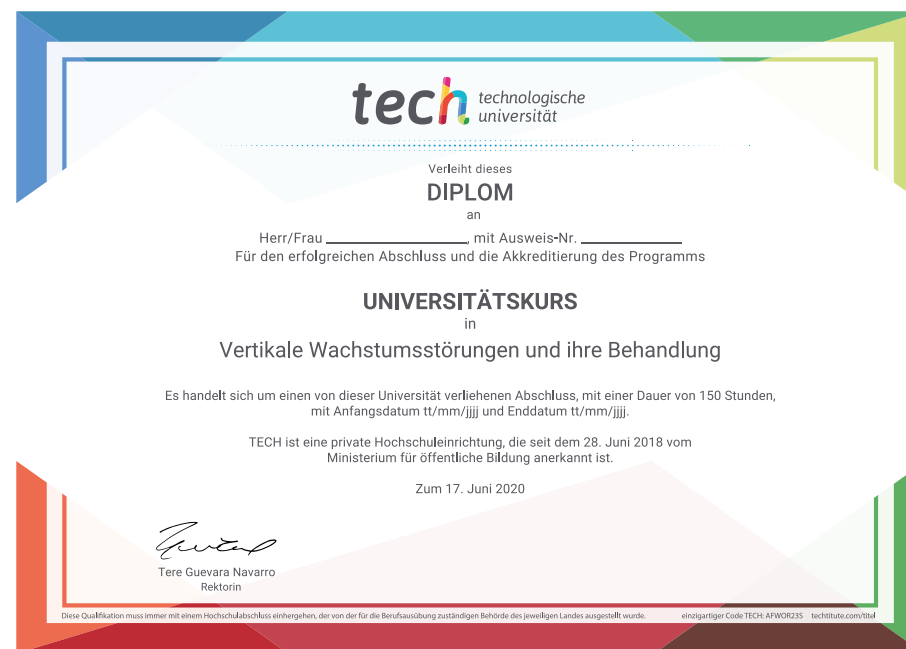 tech technologische
universität
Verleiht dieses
DIPLOM
an
Herr/Frau ____________________, mit Ausweis-Nr. ______________
Für den erfolgreichen Abschluss und die Akkreditierung des Programms
UNIVERSITÄTSKURS
in
Vertikale Wachstumsstörungen und ihre Behandlung
Es handelt sich um einen von dieser Universität verliehenen Abschluss, mit einer Dauer von 150 Stunden,
mit Anfangsdatum tt/mm/jjjj und Enddatum tt/mm/jjjj.
TECH ist eine private Hochschuleinrichtung, die seit dem 28. Juni 2018 vom
Ministerium für öffentliche Bildung anerkannt ist.
Zum 17. Juni 2020
Tere Guevara Navarro
Rektorin
Diese Qualifikation muss immer mit einem Hochschulabschluss einhergehen, der von der für die Berufsausübung zuständigen Behörde des jeweiligen Landes ausgestellt wurde. einzigartiger Code TECH: AFWOR23S techtitute.com/titel